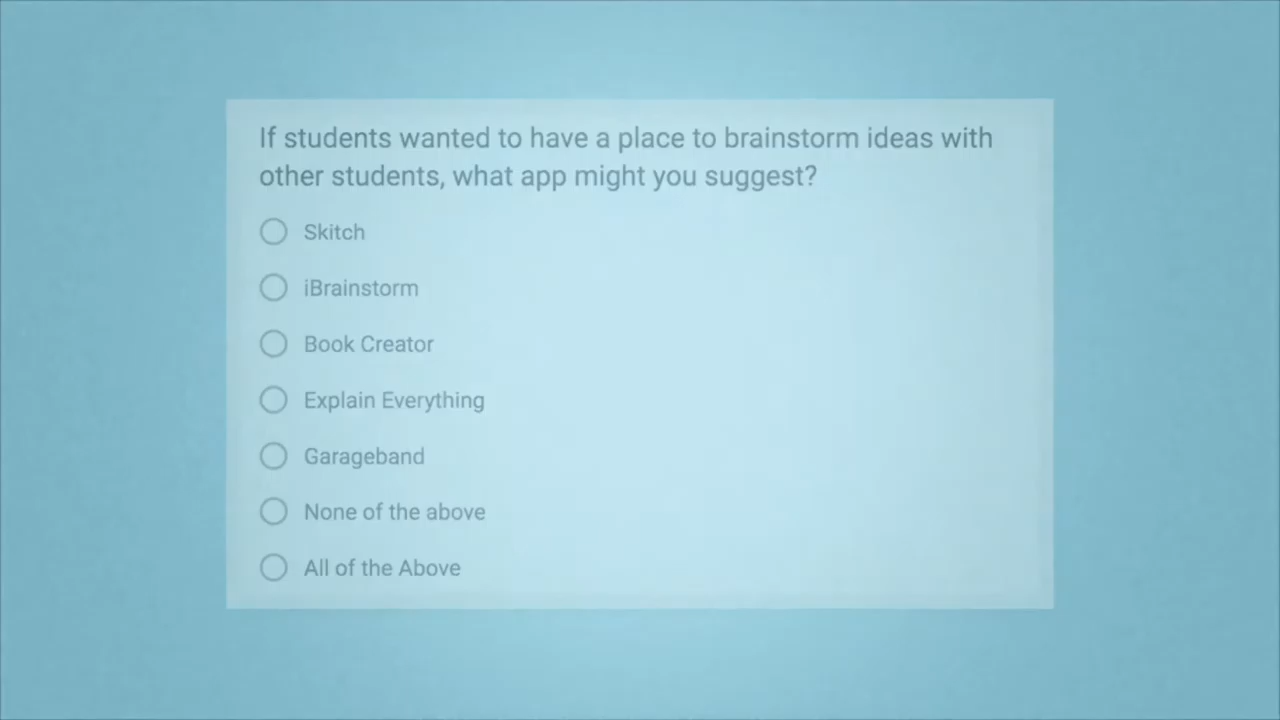 If students wanted to have a place to brainstorm ideas with
other students, what app might you suggest?
Skitch
iBrainstorm
Book Creator
Explain Everything
Garageband
None of the above
All of the Above